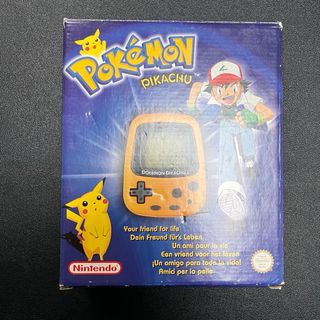 POKéMON
PIKACHU
POKEMON PIKACHU
Your friend for life
Dein Freund für's Leben
Un ami pour la vie
Een vriend voor het leven
¡Un amigo para toda la vida!
Amici per la pelle
Nintendo